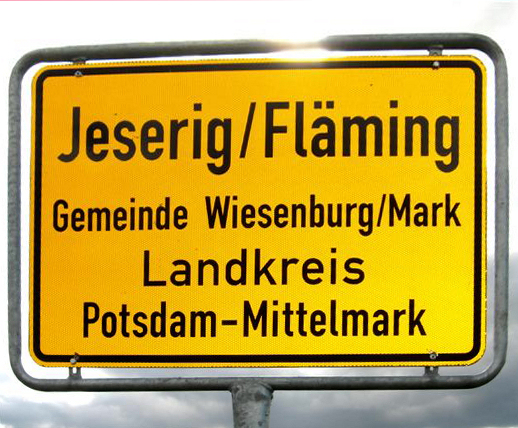 Jeserig/Fläming
Gemeinde Wiesenburg/Mark
Landkreis
Potsdam-Mittelmark